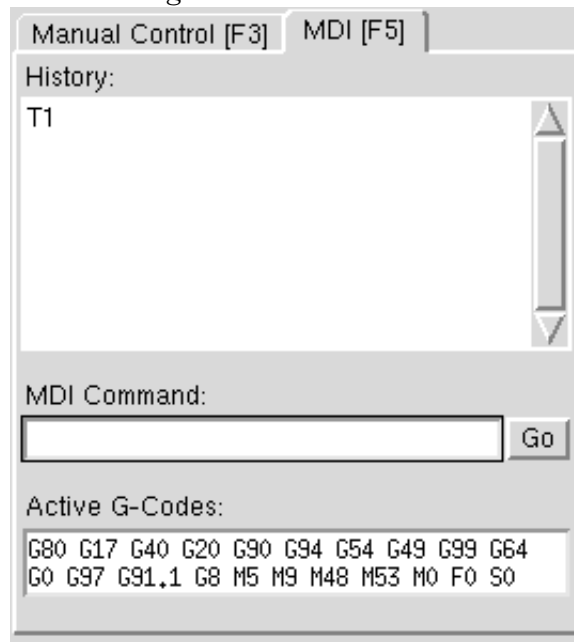 Manual Control [F3] MDI [F5]
History:
T1
MDI Command:
Go
Active G-Codes:
G80 G17 G40 G20 G90 G94 G54 G49 G99 G64
G0 G97 G91.1 G8 M5 M9 M48 M53 M0 F0 S0